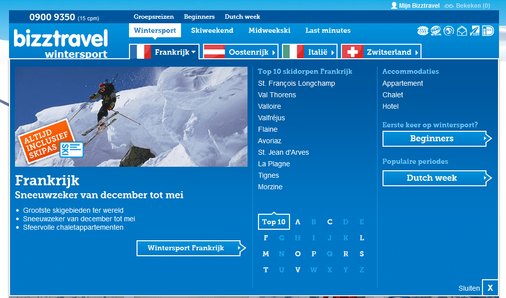 Mijn Bizztravel Bekeken (0)
0900 9350 (15 cpm)
Groepsreizen Beginners Dutch week
bizztravel
wintersport
Wintersport Skiweekend Midweekski Last minutes
Frankrijk Oostenrijk Italië Zwitserland
ALTIJD
INCLUSIEF
SKIPAS
SKI
Frankrijk
Sneeuwzeker van december tot mei
Grootste skigebieden ter wereld
Sneeuwzeker van december tot mei
Sfeervolle chaletappartementen
Wintersport Frankrijk
Top 10 skidorpen Frankrijk
St. François Longchamp
Val Thorens
Valloire
Valfréjus
Flaine
Avoriaz
St. Jean d'Arves
La Plagne
Tignes
Morzine
Top 10 A B C D E
F G H I J K L
M N O P Q R S
T U V W X Y Z
Accommodaties
Appartement
Chalet
Hotel
Eerste keer op wintersport?
Beginners
Populaire periodes
Dutch week
Sluiten X